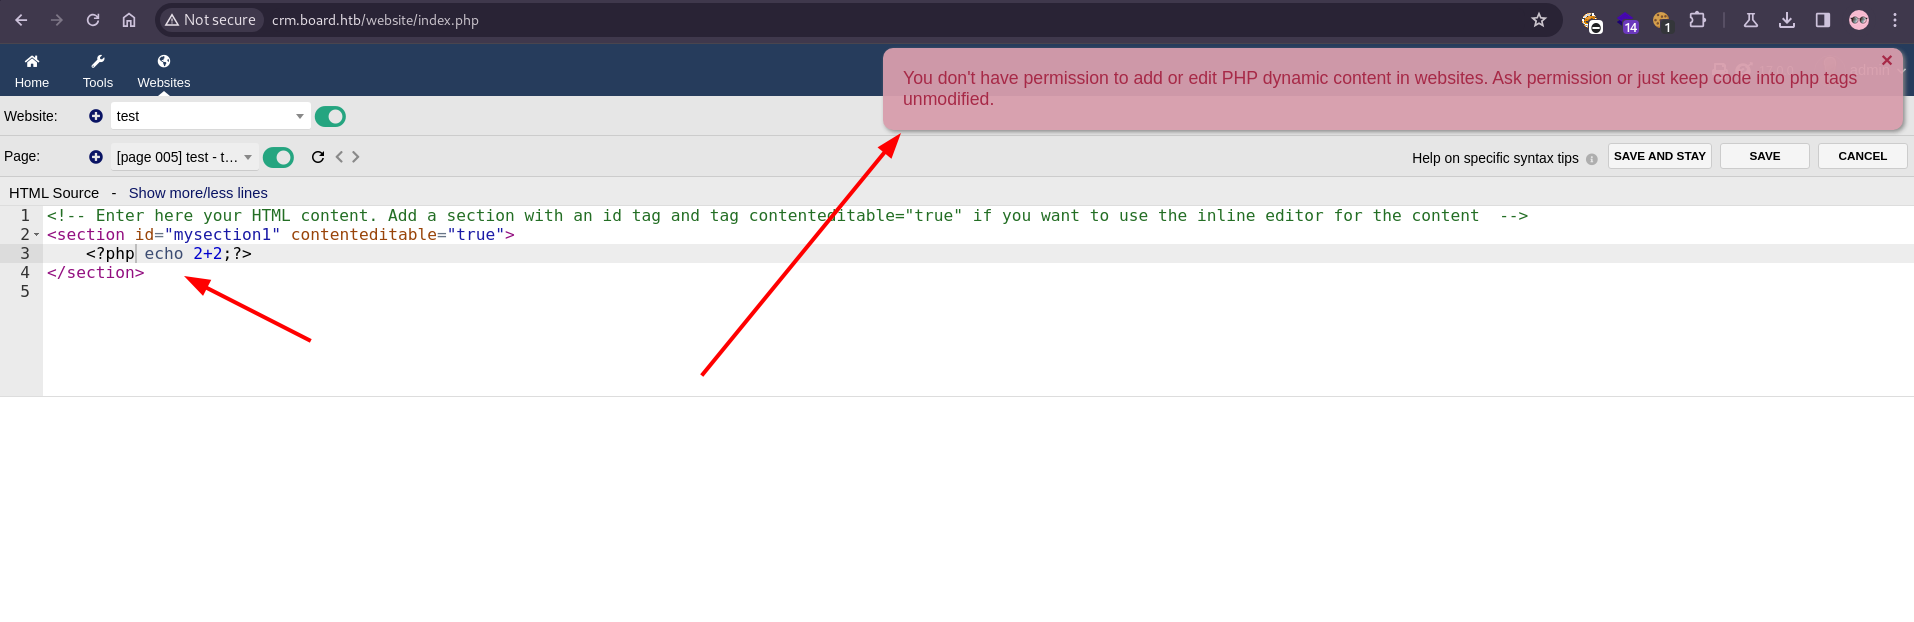 Not secure crm.board.htb/website/index.php
14 1
Home Tools Websites
You don't have permission to add or edit PHP dynamic content in websites. Ask permission or just keep code into php tags
unmodified.
Website: test
Page: [page 005] test - t... Help on specific syntax tips SAVE AND STAY SAVE CANCEL
HTML Source - Show more/less lines
1 <!-- Enter here your HTML content. Add a section with an id tag and tag contenteditable="true" if you want to use the inline editor for the content  -->
2 <section id="mysection1" contenteditable="true">
3     <?php echo 2+2;?>
4 </section>
5